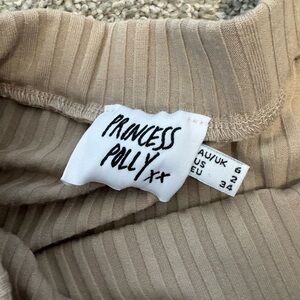 PRINCESS
POLLY xx
AU/UK 6
US 2
EU 34